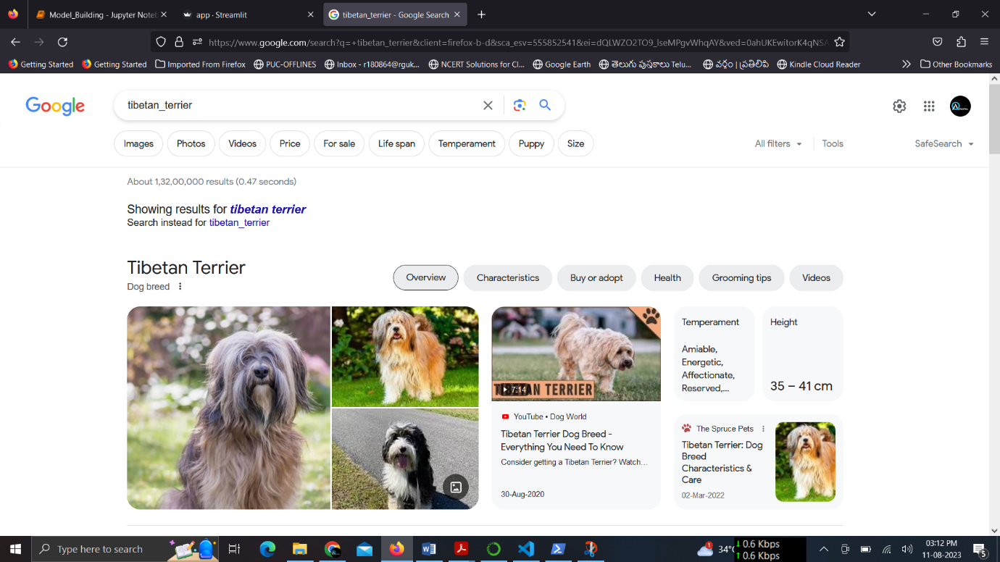 Model_Building - Jupyter Noteb
app · Streamlit
tibetan_terrier - Google Search
https://www.google.com/search?q=+tibetan_terrier&client=firefox-b-d&sca_esv=555852541&ei=dQLWZO2TO9_lseMPgvWhqAY&ved=0ahUKEwitorK4qNSA
Getting Started
Getting Started
Imported From Firefox
PUC-OFFLINES
Inbox - r180864@rguk...
NCERT Solutions for Cl...
Google Earth
తెలుగు పుస్తకాలు Telu...
వర్గం | ప్రతిలిపి
Kindle Cloud Reader
Other Bookmarks
Google
tibetan_terrier
Images
Photos
Videos
Price
For sale
Life span
Temperament
Puppy
Size
All filters
Tools
SafeSearch
About 1,32,00,000 results (0.47 seconds)
Showing results for tibetan terrier
Search instead for tibetan_terrier
Tibetan Terrier
Dog breed
Overview
Characteristics
Buy or adopt
Health
Grooming tips
Videos
7:14
TIBETAN TERRIER
YouTube • Dog World
Tibetan Terrier Dog Breed -
Everything You Need To Know
Consider getting a Tibetan Terrier? Watch...
30-Aug-2020
Temperament
Amiable,
Energetic,
Affectionate,
Reserved,...
Height
35 – 41 cm
The Spruce Pets
Tibetan Terrier: Dog
Breed
Characteristics &
Care
02-Mar-2022
Type here to search
1
34°
0.6 Kbps
0.6 Kbps
03:12 PM
11-08-2023
5